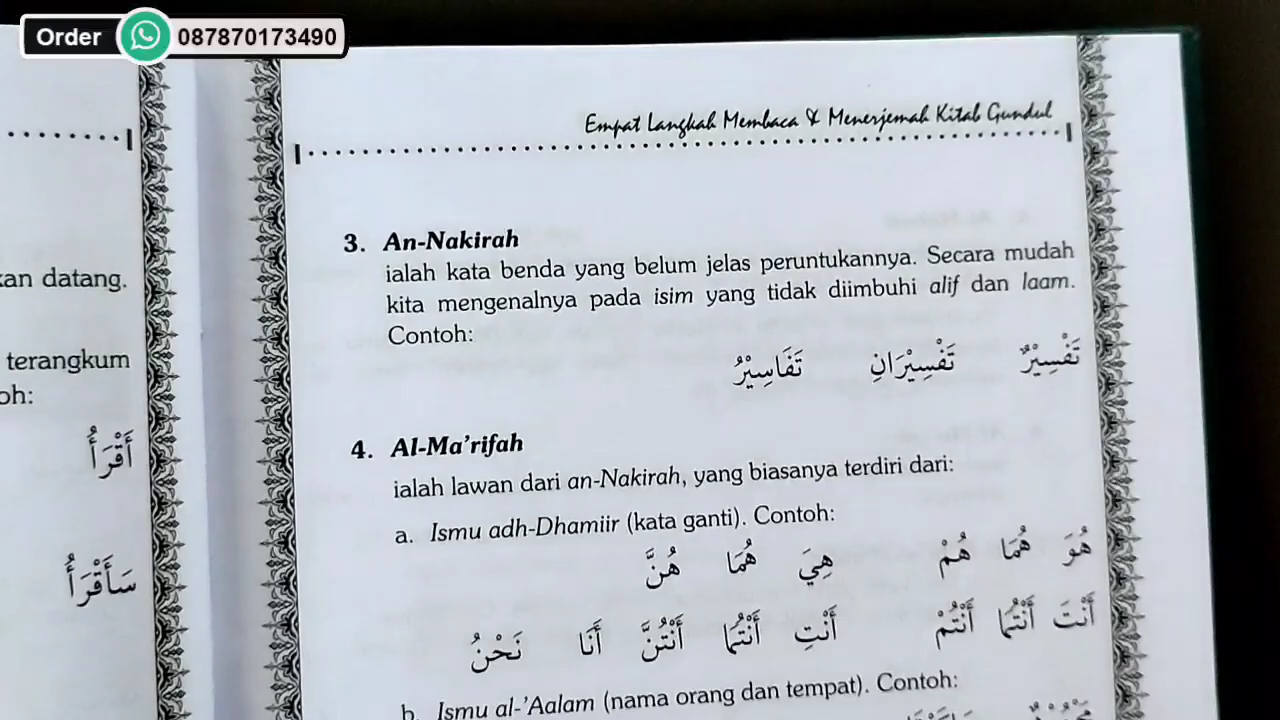 Order 087870173490
an datang.
terangkum
oh:
أَقْرَأُ
سَأَقْرَأُ
Empat Langkah Membaca & Menerjemah Kitab Gundul
3. An-Nakirah
ialah kata benda yang belum jelas peruntukannya. Secara mudah
kita mengenalnya pada isim yang tidak diimbuhi alif dan laam.
Contoh:
تَفْسِيْرٌ تَفْسِيْرَانِ تَفَاسِيْرُ
4. Al-Ma’rifah
ialah lawan dari an-Nakirah, yang biasanya terdiri dari:
a. Ismu adh-Dhamiir (kata ganti). Contoh:
هُوَ هُمَا هُمْ هِيَ هُمَا هُنَّ
أَنْتَ أَنْتُمَا أَنْتُمْ أَنْتِ أَنْتُمَا أَنْتُنَّ أَنَا نَحْنُ
b. Ismu al-’Aalam (nama orang dan tempat). Contoh: